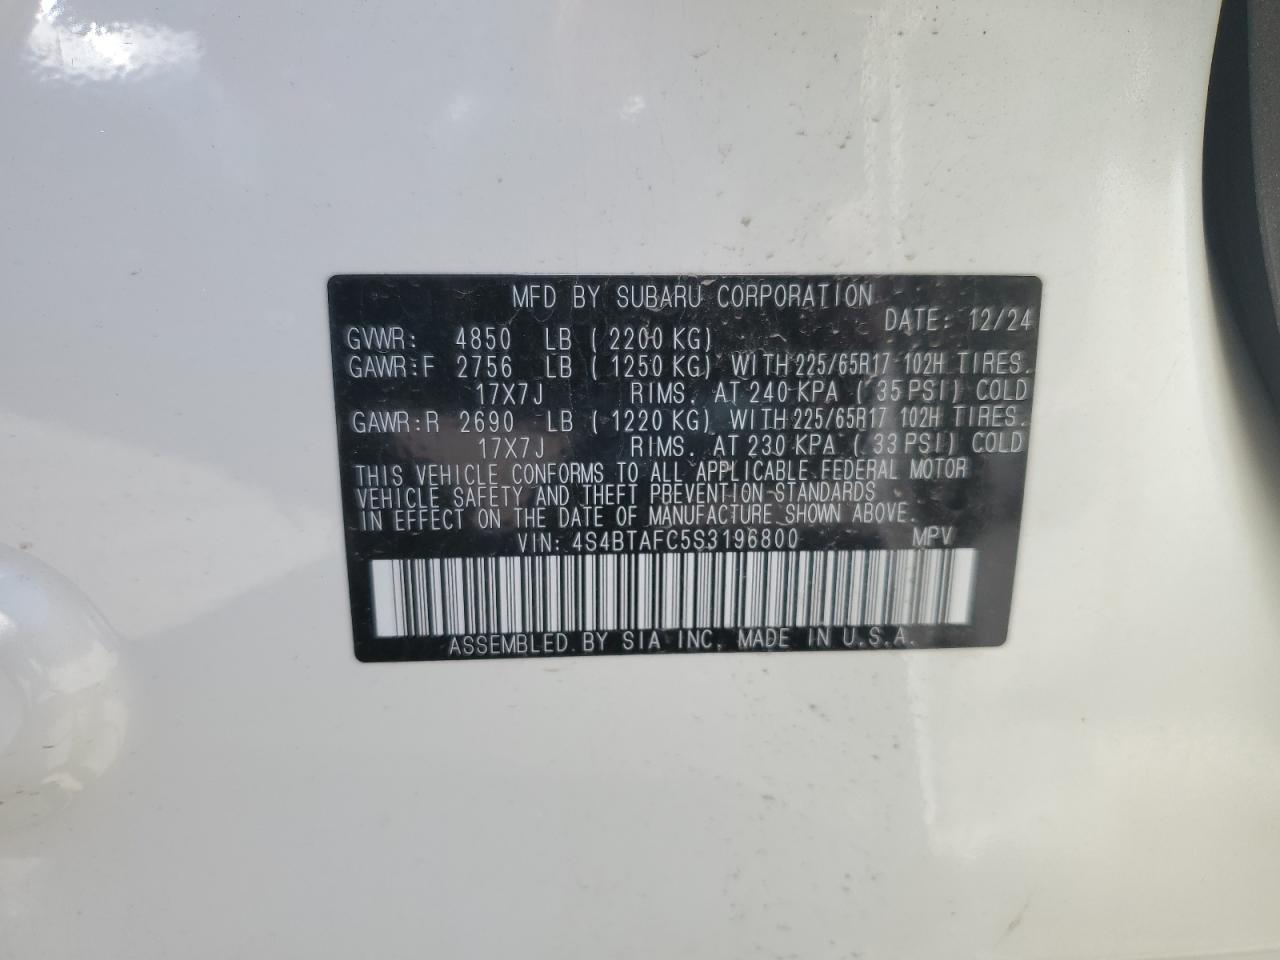 MFD BY SUBARU CORPORATION
DATE: 12/24
GVWR: 4850 LB ( 2200 KG)
GAWR:F 2756 LB ( 1250 KG) WITH 225/65R17 102H TIRES.
17X7J RIMS. AT 240 KPA ( 35 PSI) COLD
GAWR:R 2690 LB ( 1220 KG) WITH 225/65R17 102H TIRES.
17X7J RIMS. AT 230 KPA ( 33 PSI) COLD
THIS VEHICLE CONFORMS TO ALL APPLICABLE FEDERAL MOTOR
VEHICLE SAFETY AND THEFT PREVENTION STANDARDS
IN EFFECT ON THE DATE OF MANUFACTURE SHOWN ABOVE.
VIN: 4S4BTAFC5S3196800 MPV
ASSEMBLED BY SIA INC. MADE IN U.S.A.